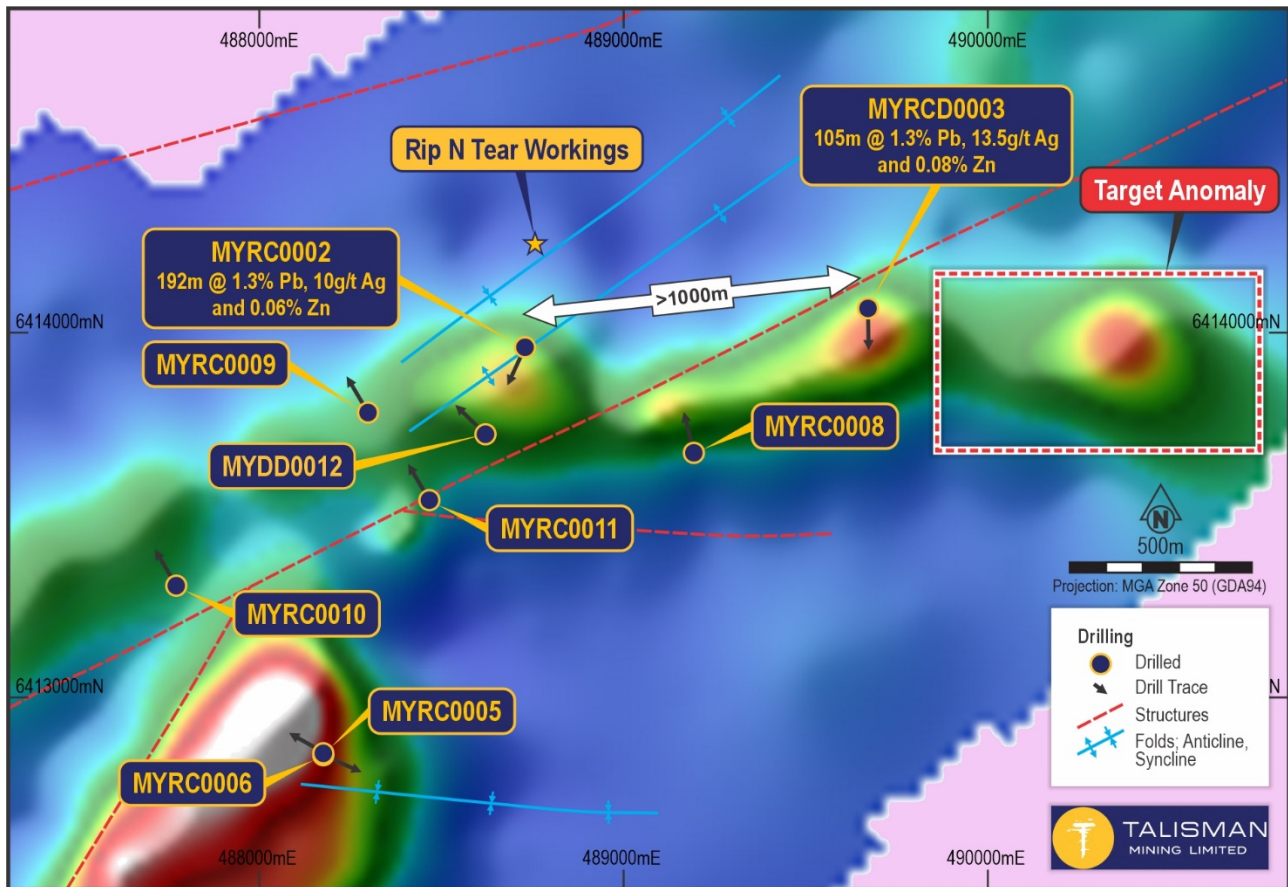 488000mE
489000mE
490000mE
MYRCD0003
105m @ 1.3% Pb, 13.5g/t Ag
and 0.08% Zn
Rip N Tear Workings
Target Anomaly
MYRC0002
192m @ 1.3% Pb, 10g/t Ag
and 0.06% Zn
>1000m
6414000mN
6414000mN
MYRC0009
MYRC0008
MYDD0012
MYRC0011
N
500m
Projection: MGA Zone 50 (GDA94)
MYRC0010
Drilling
Drilled
Drill Trace
Structures
Folds; Anticline,
Syncline
6413000mN
N
MYRC0005
MYRC0006
TALISMAN
MINING LIMITED
488000mE
489000mE
490000mE